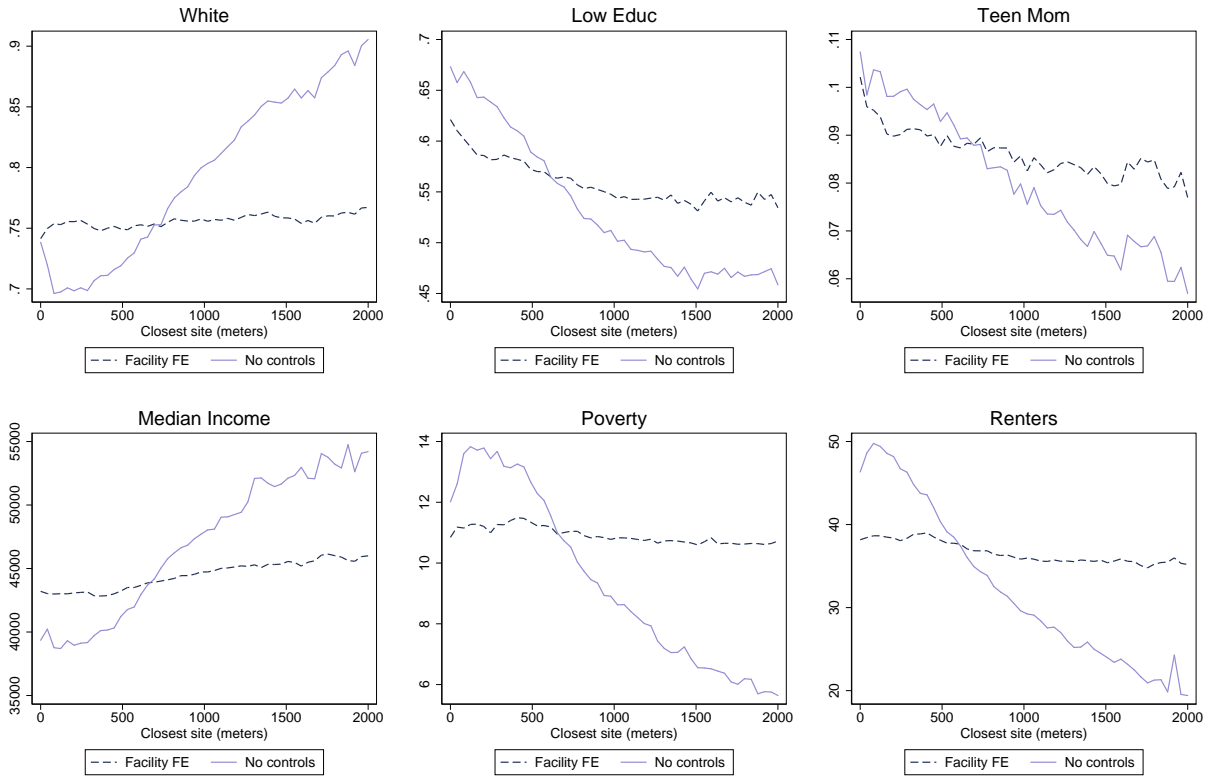 White
.7 .75 .8 .85 .9
0 500 1000 1500 2000
Closest site (meters)
Facility FE No controls
Low Educ
.45 .5 .55 .6 .65 .7
0 500 1000 1500 2000
Closest site (meters)
Facility FE No controls
Teen Mom
.06 .07 .08 .09 .1 .11
0 500 1000 1500 2000
Closest site (meters)
Facility FE No controls
Median Income
35000 40000 45000 50000 55000
0 500 1000 1500 2000
Closest site (meters)
Facility FE No controls
Poverty
6 8 10 12 14
0 500 1000 1500 2000
Closest site (meters)
Facility FE No controls
Renters
20 30 40 50
0 500 1000 1500 2000
Closest site (meters)
Facility FE No controls